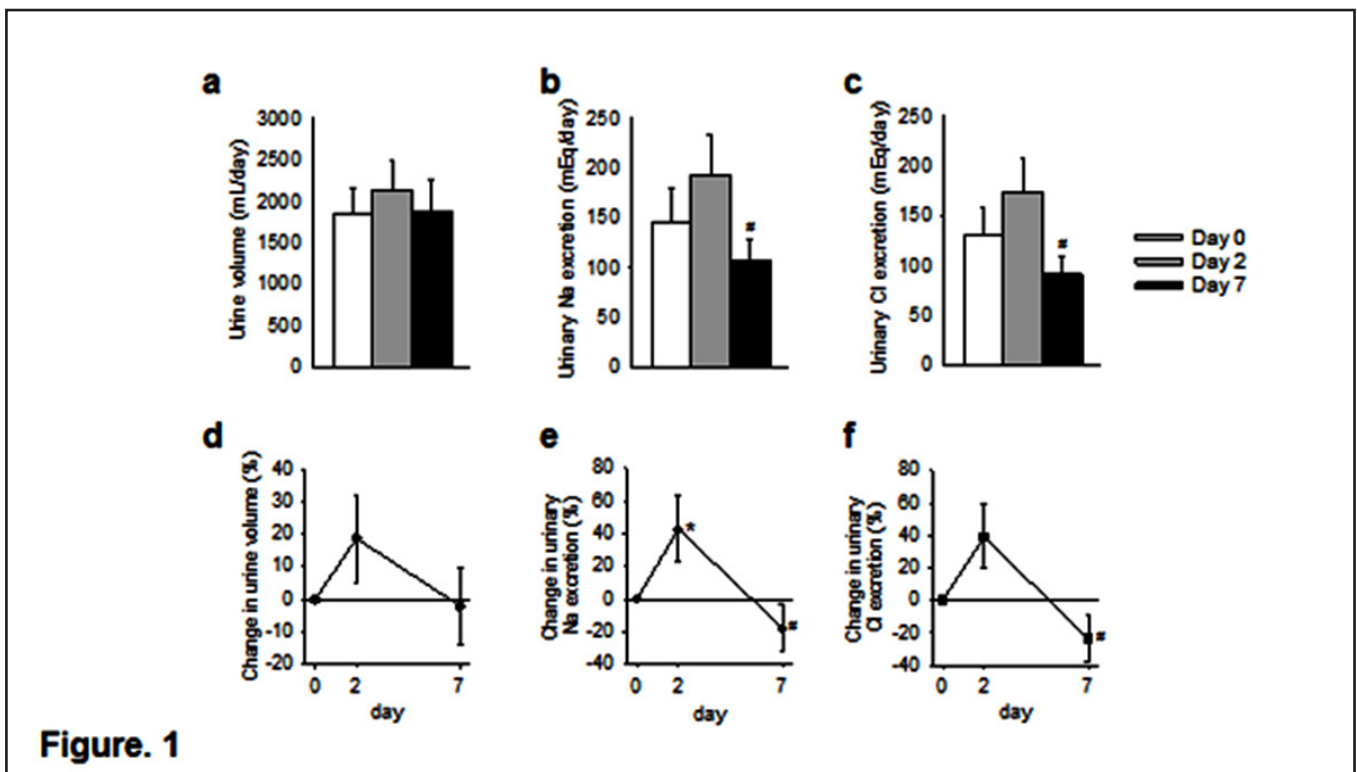 a
b
c
Urine volume (mL/day)
3000
2500
2000
1500
1000
500
0
Urinary Na excretion (mEq/day)
250
200
150
100
50
0
#
Urinary Cl excretion (mEq/day)
250
200
150
100
50
0
#
Day 0
Day 2
Day 7
d
e
f
Change in urine volume (%)
40
30
20
10
0
-10
-20
0 2 7
day
Change in urinary
Na excretion (%)
80
60
40
20
0
-20
-40
*
#
0 2 7
day
Change in urinary
Cl excretion (%)
80
60
40
20
0
-20
-40
#
0 2 7
day
Figure. 1